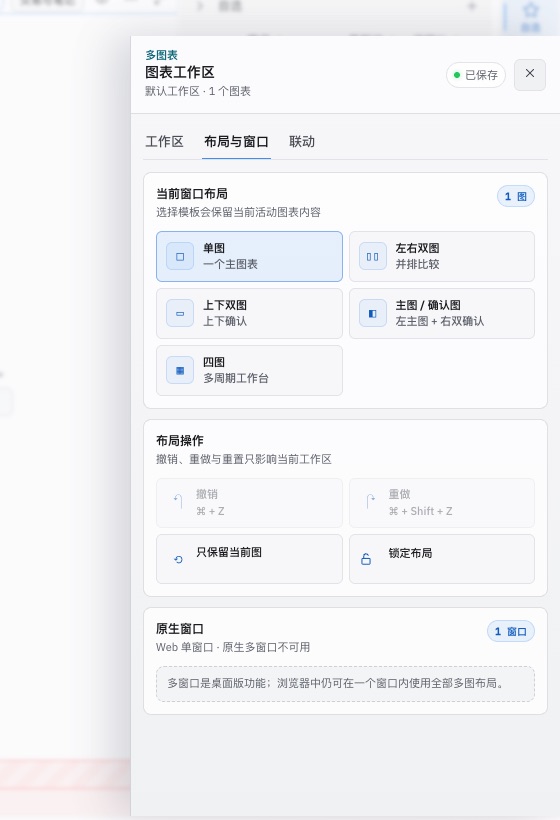 自选
多图表
图表工作区
默认工作区 · 1 个图表
已保存
工作区
布局与窗口
联动
当前窗口布局
1 图
选择模板会保留当前活动图表内容
单图
一个主图表
左右双图
并排比较
上下双图
上下确认
主图 / 确认图
左主图 + 右双确认
四图
多周期工作台
布局操作
撤销、重做与重置只影响当前工作区
撤销
⌘ + Z
重做
⌘ + Shift + Z
只保留当前图
锁定布局
原生窗口
1 窗口
Web 单窗口 · 原生多窗口不可用
多窗口是桌面版功能；浏览器中仍可在一个窗口内使用全部多图布局。